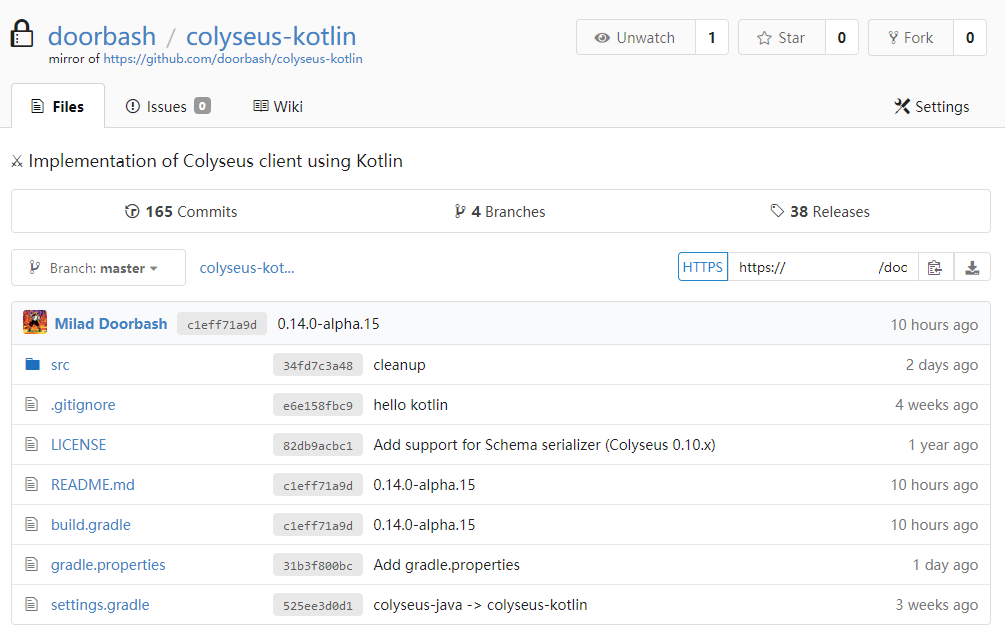 doorbash / colyseus-kotlin
Unwatch 1 Star 0 Fork 0
mirror of https://github.com/doorbash/colyseus-kotlin
Files Issues 0 Wiki Settings
Implementation of Colyseus client using Kotlin
165 Commits 4 Branches 38 Releases
Branch: master colyseus-kot... HTTPS https:// /doc
Milad Doorbash c1eff71a9d 0.14.0-alpha.15 10 hours ago
src 34fd7c3a48 cleanup 2 days ago
.gitignore e6e158fbc9 hello kotlin 4 weeks ago
LICENSE 82db9acbc1 Add support for Schema serializer (Colyseus 0.10.x) 1 year ago
README.md c1eff71a9d 0.14.0-alpha.15 10 hours ago
build.gradle c1eff71a9d 0.14.0-alpha.15 10 hours ago
gradle.properties 31b3f800bc Add gradle.properties 1 day ago
settings.gradle 525ee3d0d1 colyseus-java -> colyseus-kotlin 3 weeks ago